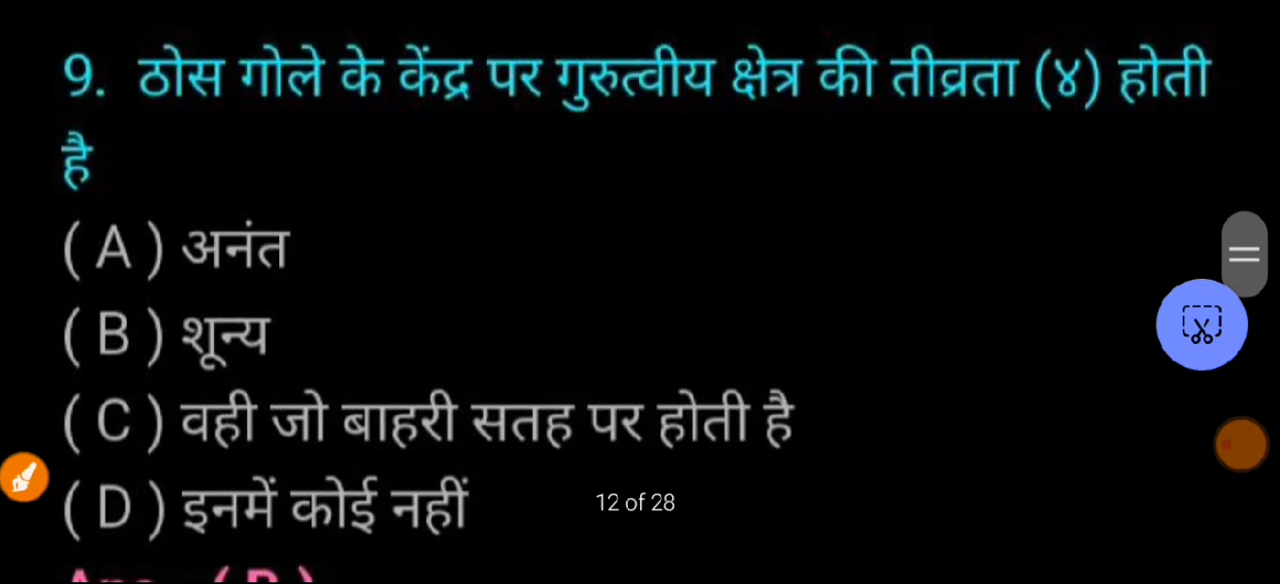 9. ठोस गोले के केंद्र पर गुरुत्वीय क्षेत्र की तीव्रता (४) होती
है
( A ) अनंत
( B ) शून्य
( C ) वही जो बाहरी सतह पर होती है
( D ) इनमें कोई नहीं
12 of 28